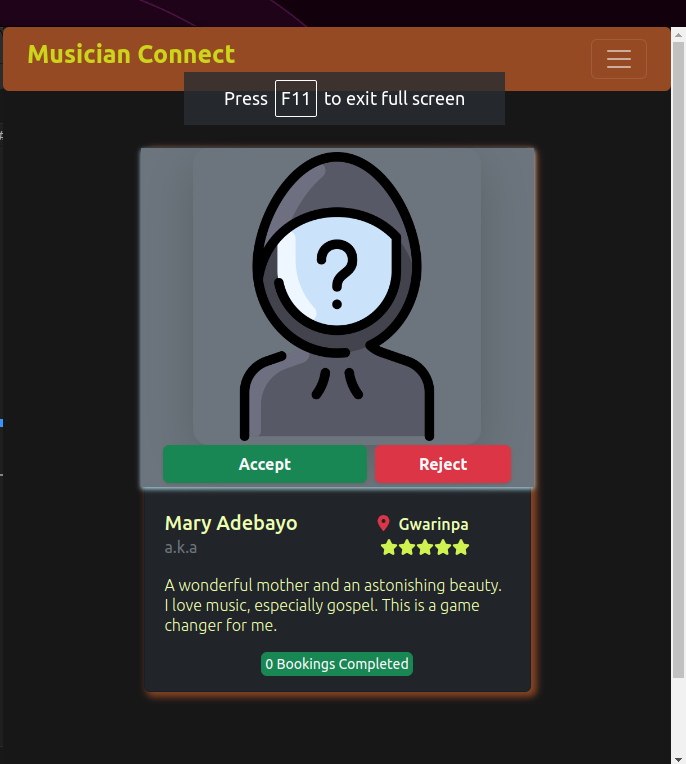 Musician Connect
Press F11 to exit full screen
#
?
Accept Reject
Mary Adebayo
Gwarinpa
a.k.a
A wonderful mother and an astonishing beauty.
I love music, especially gospel. This is a game
changer for me.
0 Bookings Completed